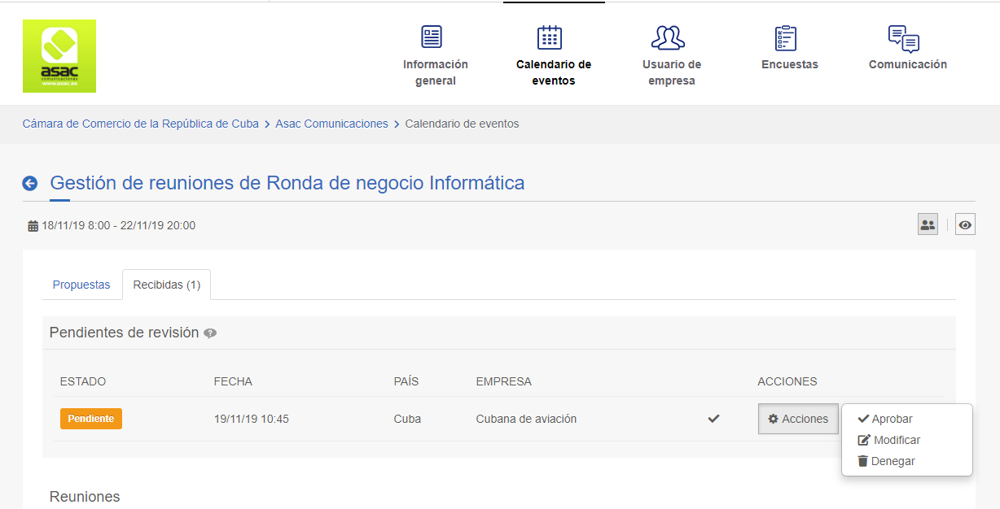 asac
comunicaciones
www.asac.as
Información
general
Calendario de
eventos
Usuario de
empresa
Encuestas
Comunicación
Cámara de Comercio de la República de Cuba > Asac Comunicaciones > Calendario de eventos
Gestión de reuniones de Ronda de negocio Informática
18/11/19 8:00 - 22/11/19 20:00
Propuestas
Recibidas (1)
Pendientes de revisión ?
ESTADO FECHA PAÍS EMPRESA ACCIONES
Pendiente 19/11/19 10:45 Cuba Cubana de aviación Acciones
Aprobar
Modificar
Denegar
Reuniones